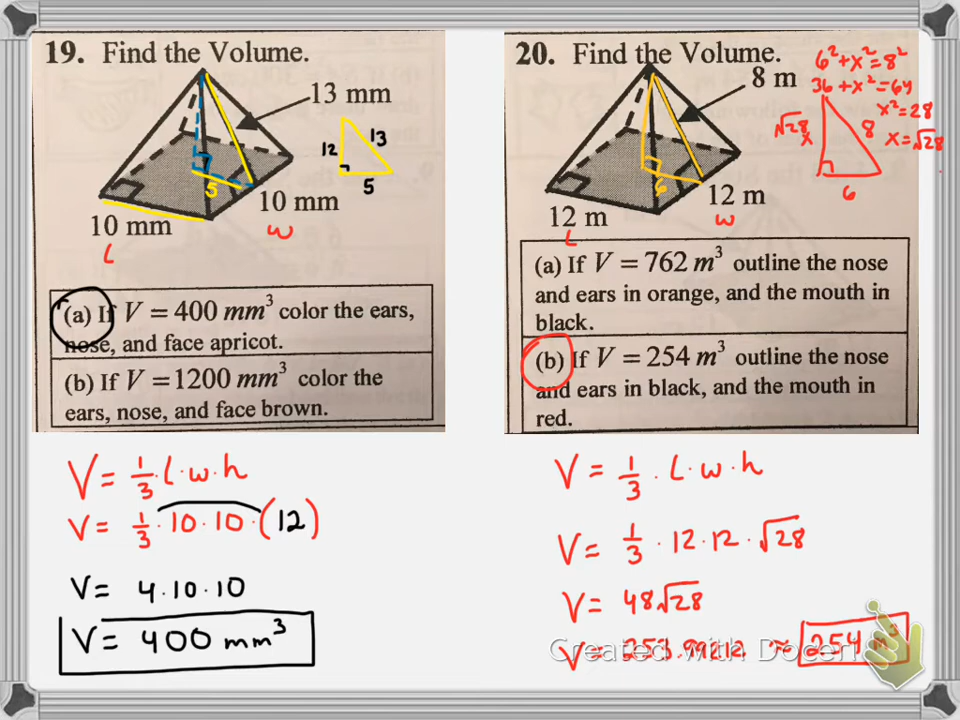 19. Find the Volume.
13 mm
12
13
5
5
10 mm
w
10 mm
L
(a) If V = 400 mm³ color the ears,
nose, and face apricot.
(b) If V = 1200 mm³ color the
ears, nose, and face brown.
V = 1/3 · l · w · h
V = 1/3 · 10 · 10 · (12)
V = 4 · 10 · 10
V = 400 mm³
20. Find the Volume.
8 m
6² + x² = 8²
36 + x² = 64
x² = 28
x = √28
√28
x
8
6
6
12 m
w
12 m
L
(a) If V = 762 m³ outline the nose
and ears in orange, and the mouth in
black.
(b) If V = 254 m³ outline the nose
and ears in black, and the mouth in
red.
V = 1/3 · L · w · h
V = 1/3 · 12 · 12 · √28
V = 48√28
V = 253.9922 ≈ 254 m³
Created with Doceri